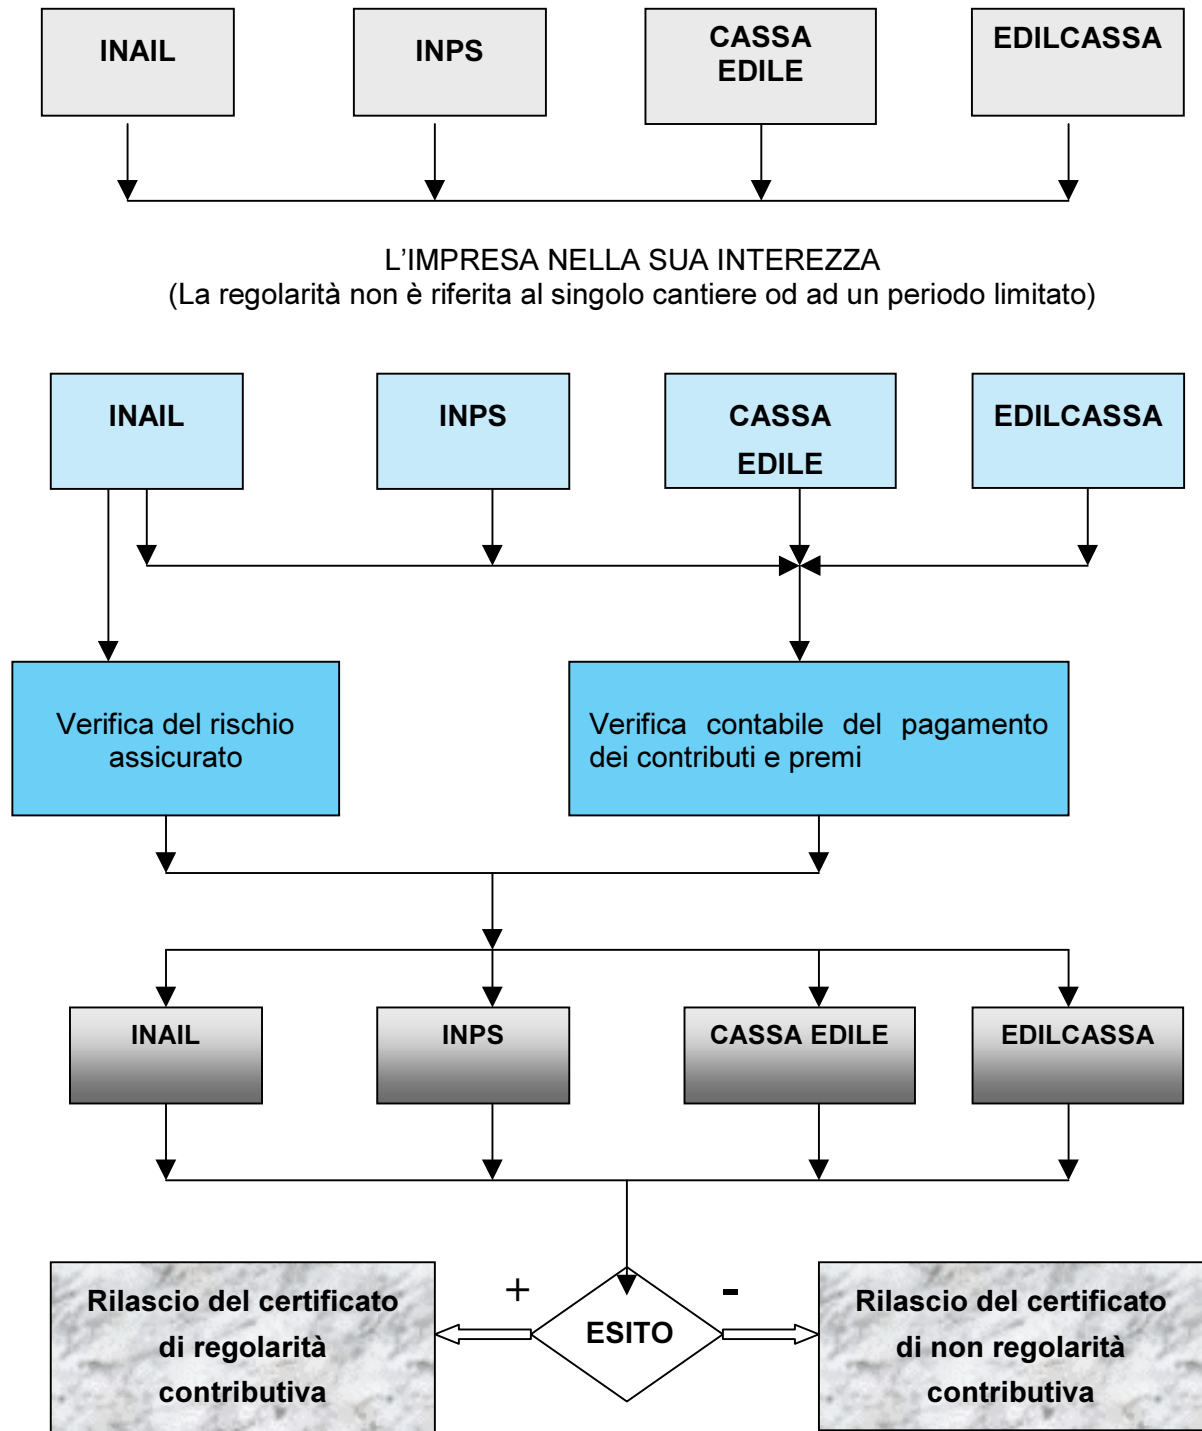 INAIL
INPS
CASSA
EDILE
EDILCASSA
L'IMPRESA NELLA SUA INTEREZZA
(La regolarità non è riferita al singolo cantiere od ad un periodo limitato)
INAIL
INPS
CASSA
EDILE
EDILCASSA
Verifica del rischio
assicurato
Verifica contabile del pagamento
dei contributi e premi
INAIL
INPS
CASSA EDILE
EDILCASSA
+
-
Rilascio del certificato
di regolarità
contributiva
ESITO
Rilascio del certificato
di non regolarità
contributiva